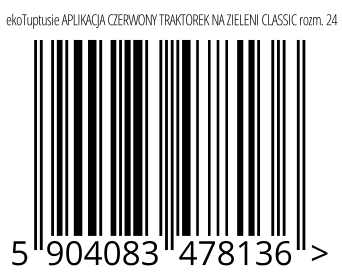 ekoTuptusie APLIKACJA CZERWONY TRAKTOREK NA ZIELENI CLASSIC rozm. 24
5 904083 478136 >